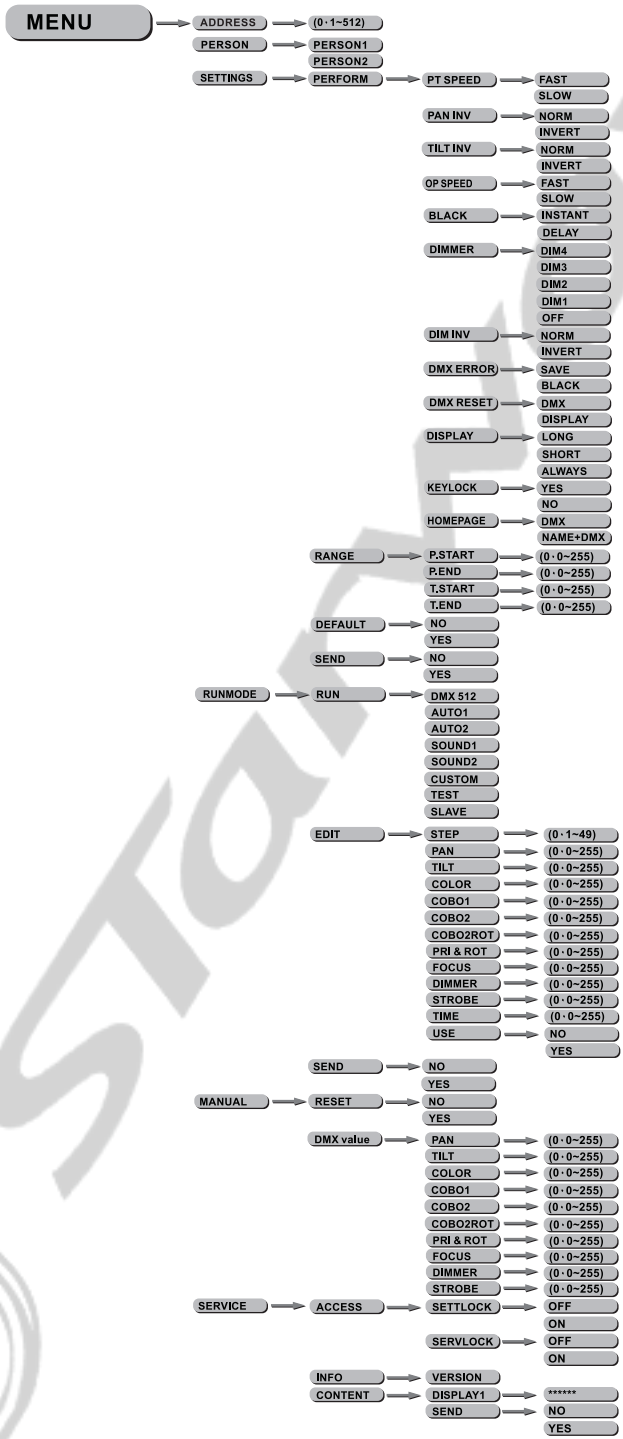 MENU ADDRESS (0·1~512)
PERSON PERSON1
PERSON2
SETTINGS PERFORM PT SPEED FAST
SLOW
PAN INV NORM
INVERT
TILT INV NORM
INVERT
OP SPEED FAST
SLOW
BLACK INSTANT
DELAY
DIMMER DIM4
DIM3
DIM2
DIM1
OFF
DIM INV NORM
INVERT
DMX ERROR SAVE
BLACK
DMX RESET DMX
DISPLAY
DISPLAY LONG
SHORT
ALWAYS
KEYLOCK YES
NO
HOMEPAGE DMX
NAME+DMX
RANGE P.START (0·0~255)
P.END (0·0~255)
T.START (0·0~255)
T.END (0·0~255)
DEFAULT NO
YES
SEND NO
YES
RUNMODE RUN DMX 512
AUTO1
AUTO2
SOUND1
SOUND2
CUSTOM
TEST
SLAVE
EDIT STEP (0·1~49)
PAN (0·0~255)
TILT (0·0~255)
COLOR (0·0~255)
COBO1 (0·0~255)
COBO2 (0·0~255)
COBO2ROT (0·0~255)
PRI & ROT (0·0~255)
FOCUS (0·0~255)
DIMMER (0·0~255)
STROBE (0·0~255)
TIME (0·0~255)
USE NO
YES
SEND NO
YES
MANUAL RESET NO
YES
DMX value PAN (0·0~255)
TILT (0·0~255)
COLOR (0·0~255)
COBO1 (0·0~255)
COBO2 (0·0~255)
COBO2ROT (0·0~255)
PRI & ROT (0·0~255)
FOCUS (0·0~255)
DIMMER (0·0~255)
STROBE (0·0~255)
SERVICE ACCESS SETTLOCK OFF
ON
SERVLOCK OFF
ON
INFO VERSION
CONTENT DISPLAY1 ******
SEND NO
YES